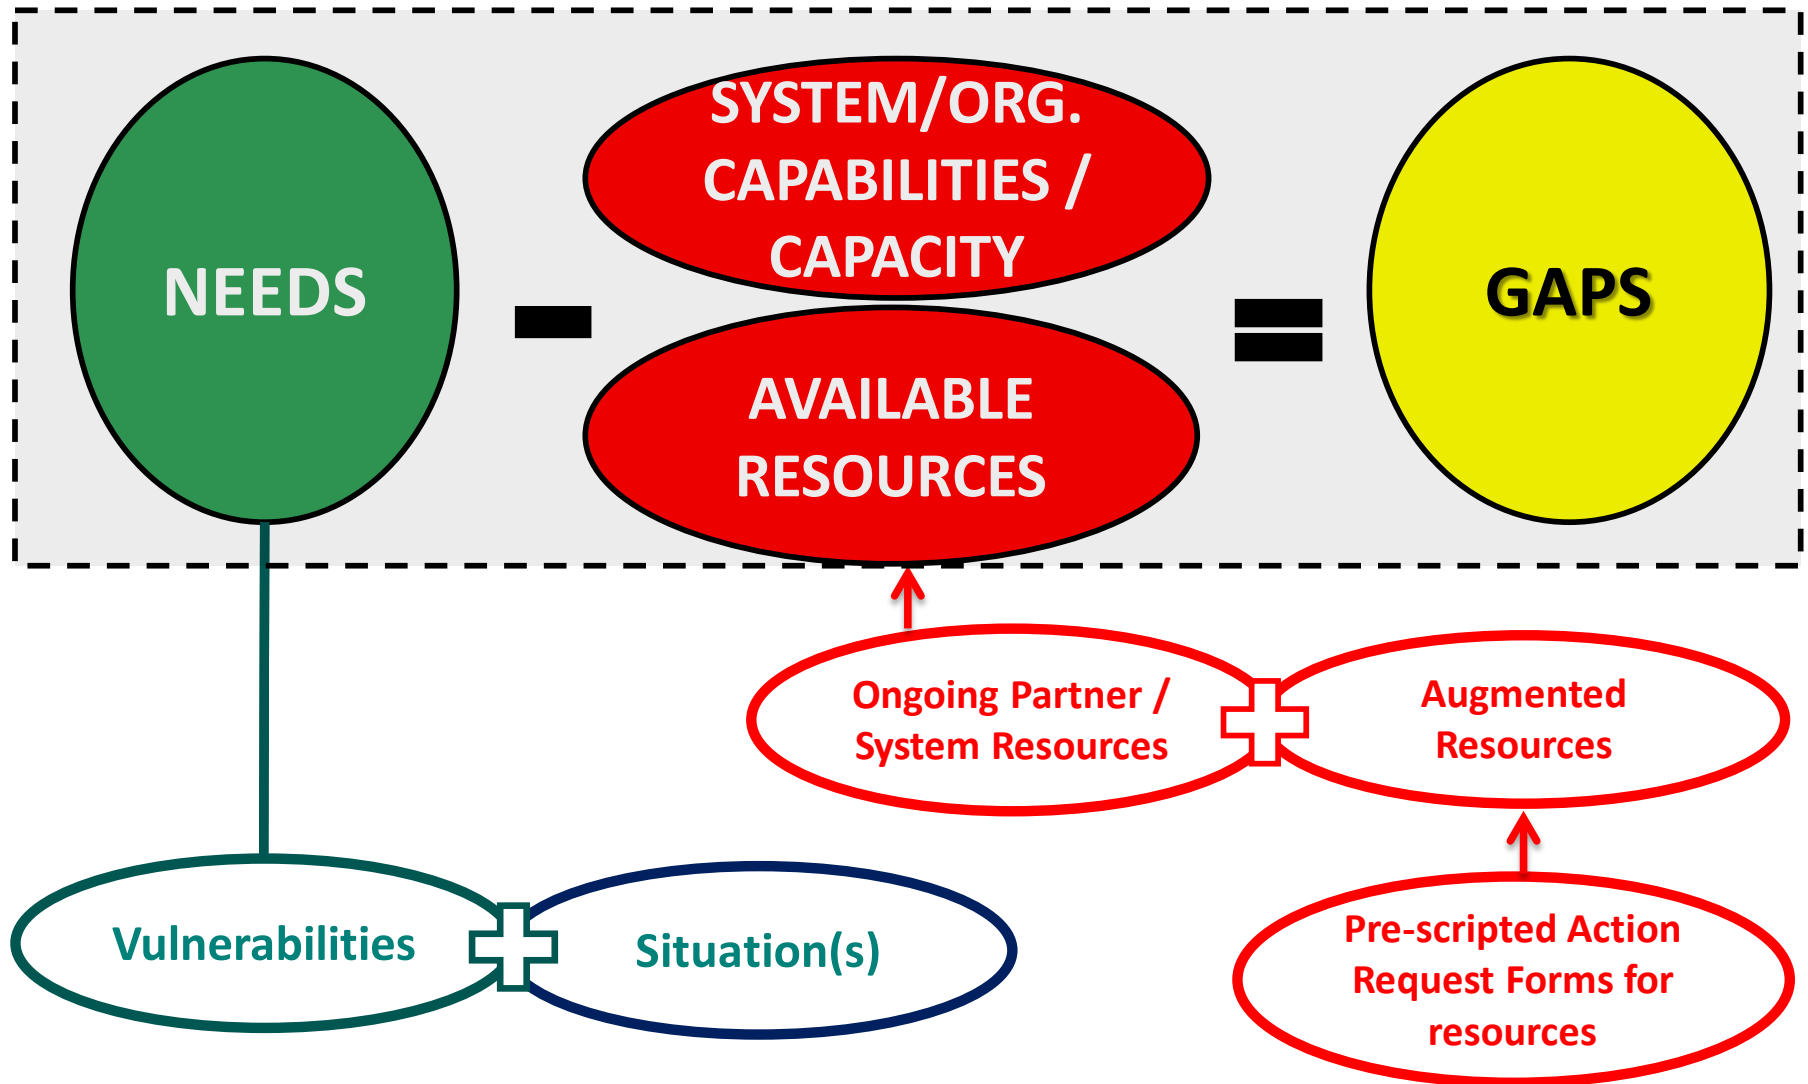 NEEDS
SYSTEM/ORG.
CAPABILITIES /
CAPACITY
AVAILABLE
RESOURCES
GAPS
Ongoing Partner /
System Resources
Augmented
Resources
Vulnerabilities
Situation(s)
Pre-scripted Action
Request Forms for
resources